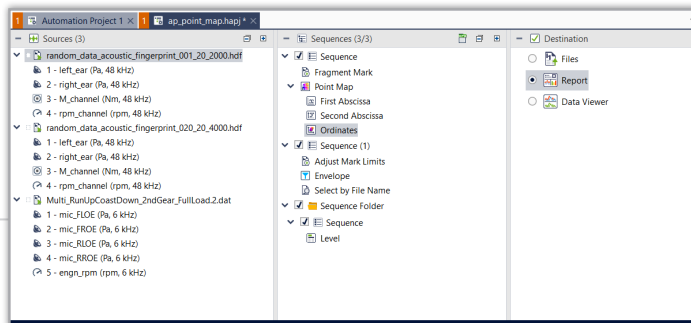 1 Automation Project 1 × 1 ap_point_map.hapj * ×
Sources (3)
random_data_acoustic_fingerprint_001_20_2000.hdf
1 - left_ear (Pa, 48 kHz)
2 - right_ear (Pa, 48 kHz)
3 - M_channel (Nm, 48 kHz)
4 - rpm_channel (rpm, 48 kHz)
random_data_acoustic_fingerprint_020_20_4000.hdf
1 - left_ear (Pa, 48 kHz)
2 - right_ear (Pa, 48 kHz)
3 - M_channel (Nm, 48 kHz)
4 - rpm_channel (rpm, 48 kHz)
Multi_RunUpCoastDown_2ndGear_FullLoad.2.dat
1 - mic_FLOE (Pa, 6 kHz)
2 - mic_FROE (Pa, 6 kHz)
3 - mic_RLOE (Pa, 6 kHz)
4 - mic_RROE (Pa, 6 kHz)
5 - engn_rpm (rpm, 6 kHz)
Sequences (3/3)
Sequence
Fragment Mark
Point Map
First Abscissa
Second Abscissa
Ordinates
Sequence (1)
Adjust Mark Limits
Envelope
Select by File Name
Sequence Folder
Sequence
Level
Destination
Files
Report
Data Viewer